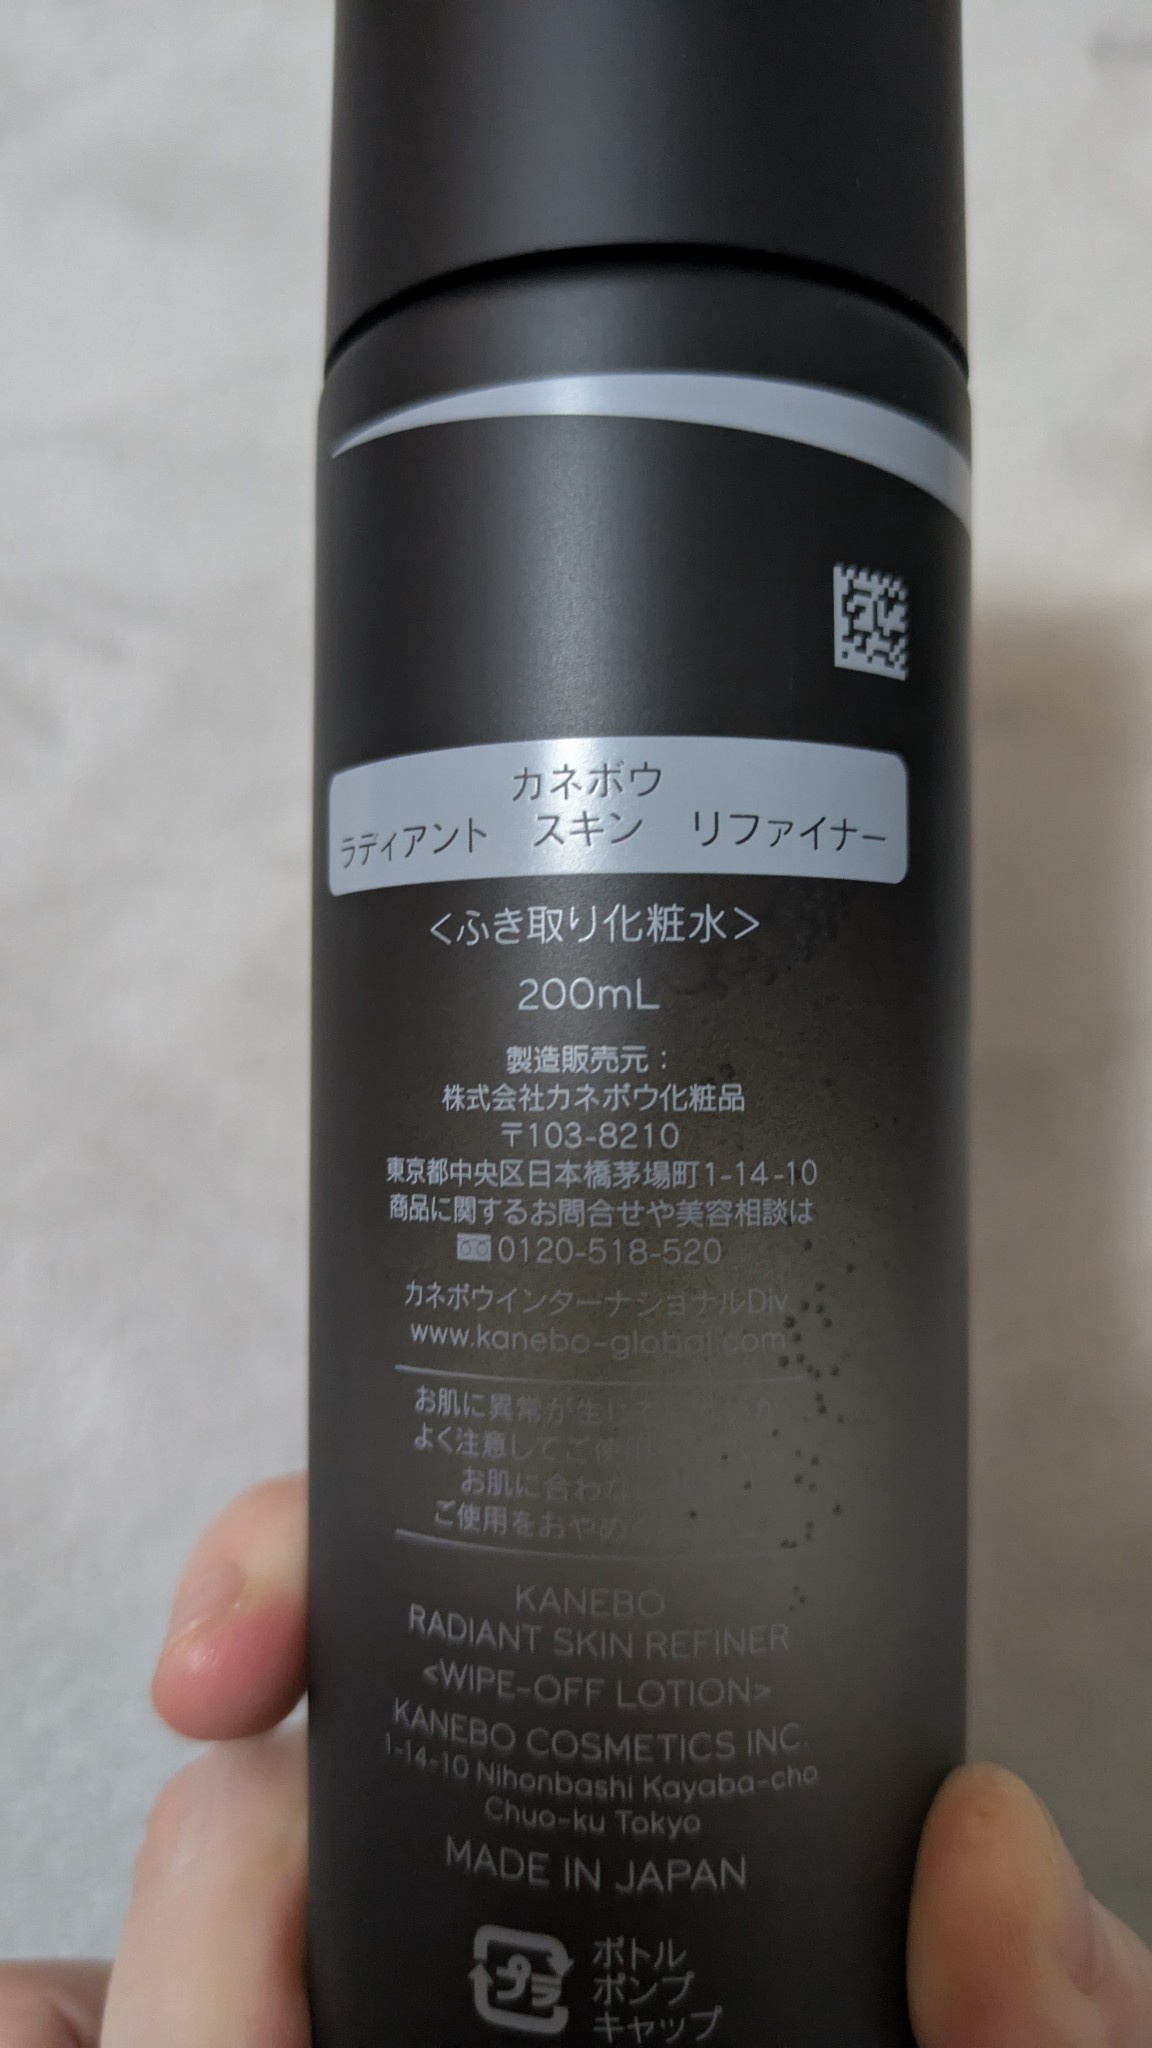 カネボウ
ラディアント スキン リファイナー
<ふき取り化粧水>
200mL
製造販売元：
株式会社カネボウ化粧品
〒103-8210
東京都中央区日本橋茅場町1-14-10
商品に関するお問合せや美容相談は
0120-518-520
カネボウインターナショナルDiv.
www.kanebo-global.com
お肌に異常が生じて
よく注意してご使用
お肌に合わない
ご使用をおやめ
KANEBO
RADIANT SKIN REFINER
<WIPE-OFF LOTION>
KANEBO COSMETICS INC.
1-14-10 Nihonbashi Kayaba-cho
Chuo-ku Tokyo
MADE IN JAPAN
プラ
ボトル
ポンプ
キャップ